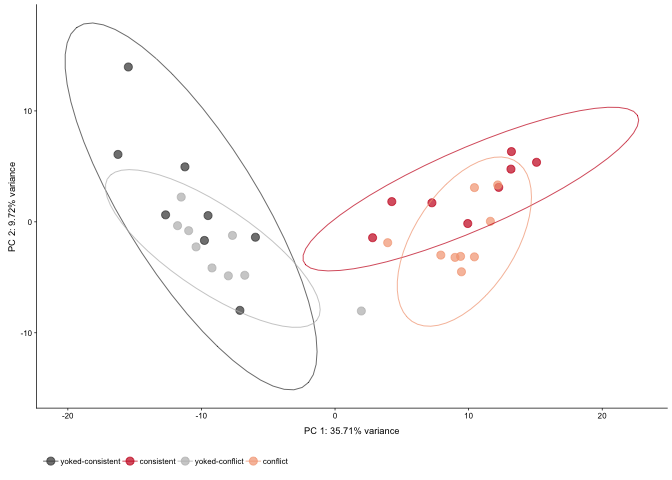 10
0
-10
PC 2: 9.72% variance
-20 -10 0 10 20
PC 1: 35.71% variance
yoked-consistent consistent yoked-conflict conflict